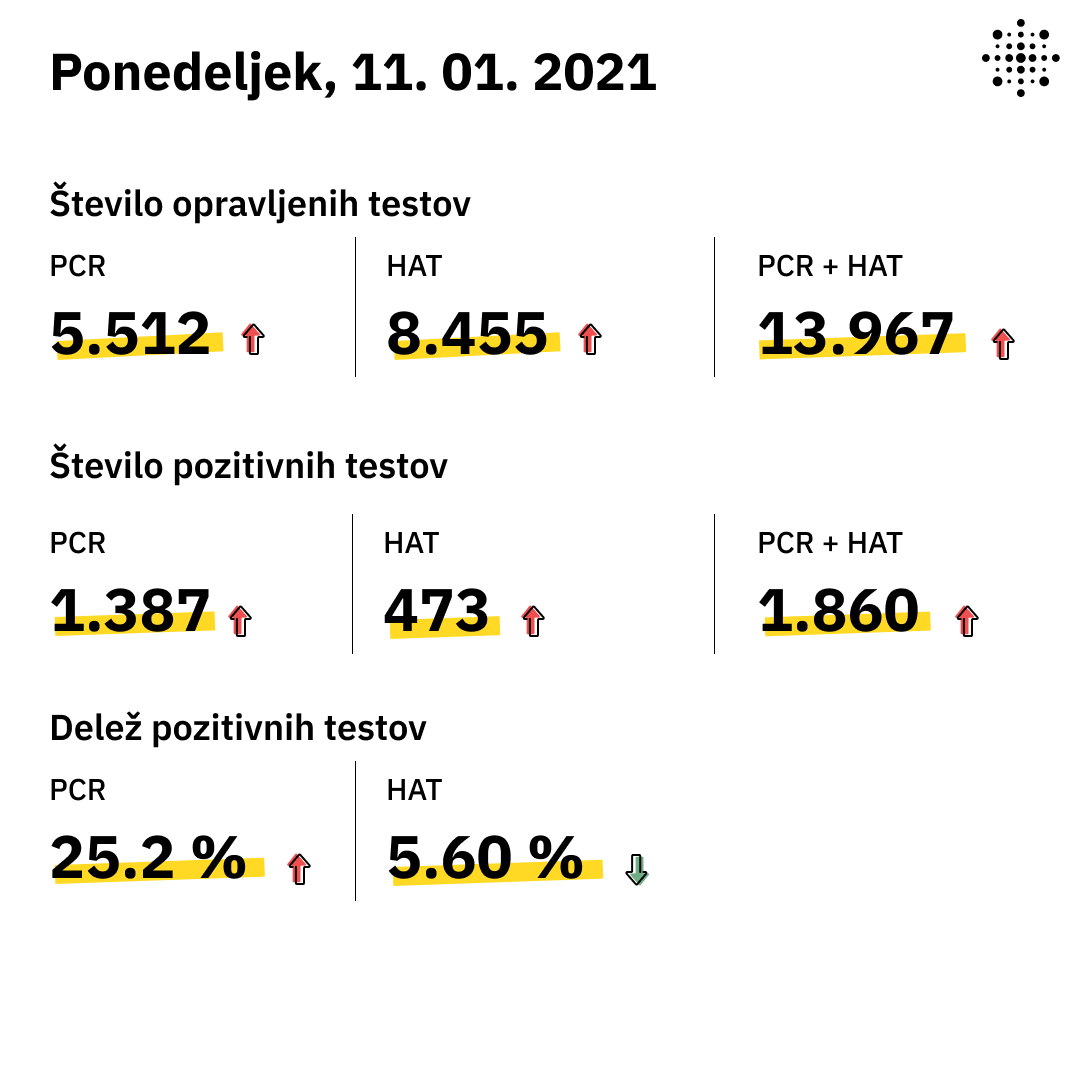 Ponedeljek, 11. 01. 2021
Število opravljenih testov
PCR
HAT
PCR + HAT
5.512
8.455
13.967
Število pozitivnih testov
PCR
HAT
PCR + HAT
1.387
473
1.860
Delež pozitivnih testov
PCR
HAT
25.2 %
5.60 %